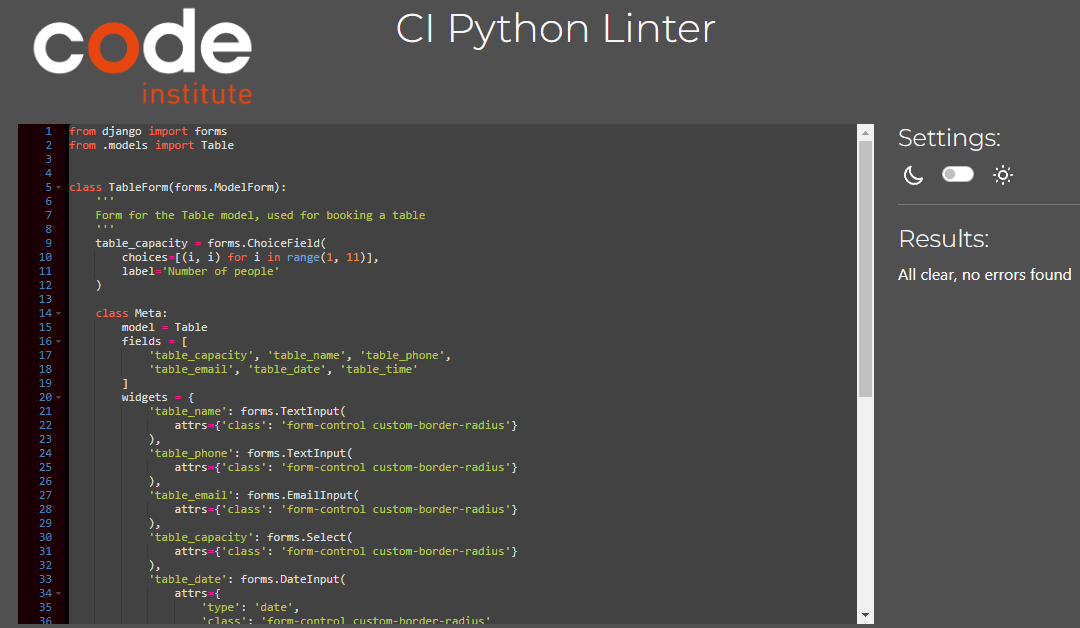 code
institute
CI Python Linter
1 from django import forms
2 from .models import Table
3
4
5 class TableForm(forms.ModelForm):
6     '''
7     Form for the Table model, used for booking a table
8     '''
9     table_capacity = forms.ChoiceField(
10         choices=[(i, i) for i in range(1, 11)],
11         label='Number of people'
12     )
13
14     class Meta:
15         model = Table
16         fields = [
17             'table_capacity', 'table_name', 'table_phone',
18             'table_email', 'table_date', 'table_time'
19         ]
20         widgets = {
21             'table_name': forms.TextInput(
22                 attrs={'class': 'form-control custom-border-radius'}
23             ),
24             'table_phone': forms.TextInput(
25                 attrs={'class': 'form-control custom-border-radius'}
26             ),
27             'table_email': forms.EmailInput(
28                 attrs={'class': 'form-control custom-border-radius'}
29             ),
30             'table_capacity': forms.Select(
31                 attrs={'class': 'form-control custom-border-radius'}
32             ),
33             'table_date': forms.DateInput(
34                 attrs={
35                     'type': 'date',
36                     'class': 'form-control custom-border-radius'
Settings:
Results:
All clear, no errors found